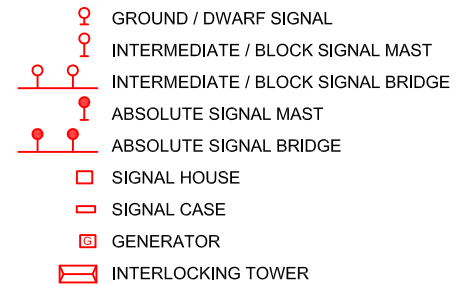 GROUND / DWARF SIGNAL
INTERMEDIATE / BLOCK SIGNAL MAST
INTERMEDIATE / BLOCK SIGNAL BRIDGE
ABSOLUTE SIGNAL MAST
ABSOLUTE SIGNAL BRIDGE
SIGNAL HOUSE
SIGNAL CASE
G GENERATOR
INTERLOCKING TOWER